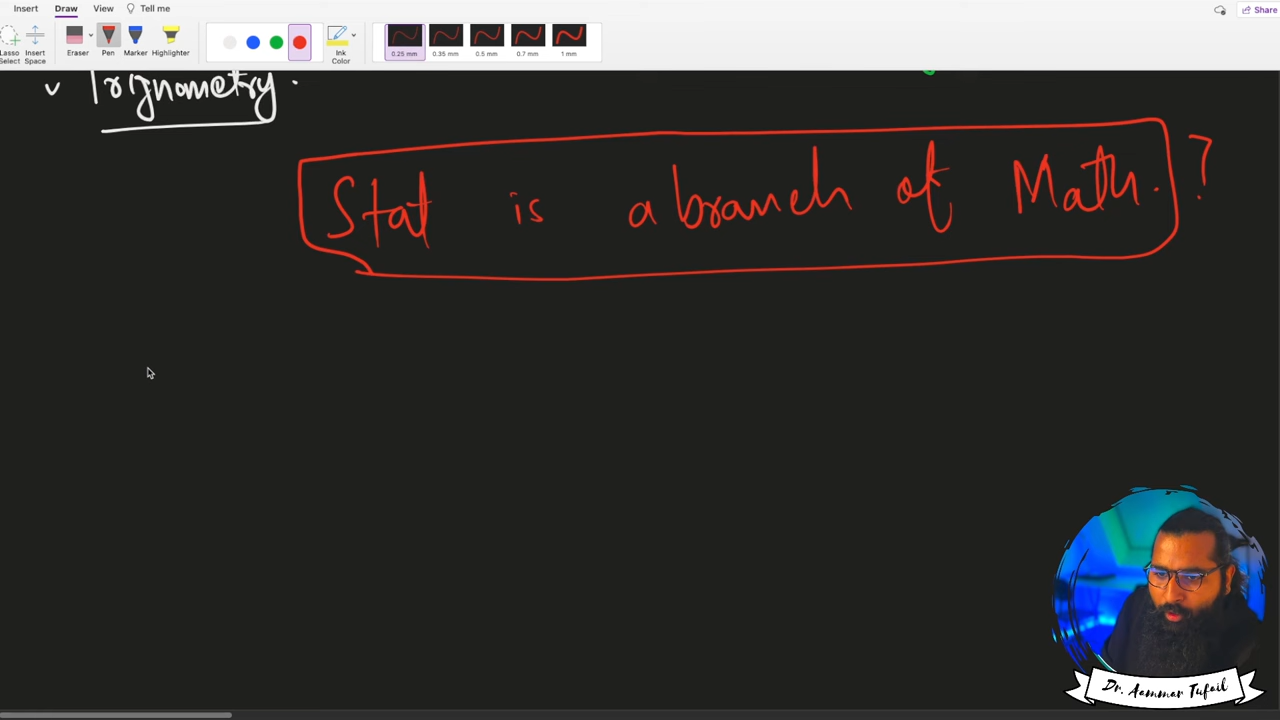 Insert Draw View Tell me Share
Lasso Select
Insert Space
Eraser
Pen
Marker
Highlighter
Ink Color
0.25 mm
0.35 mm
0.5 mm
0.7 mm
1 mm
Trignometry.
Stat is a branch of Math. ?
Dr. Aammar Tufail